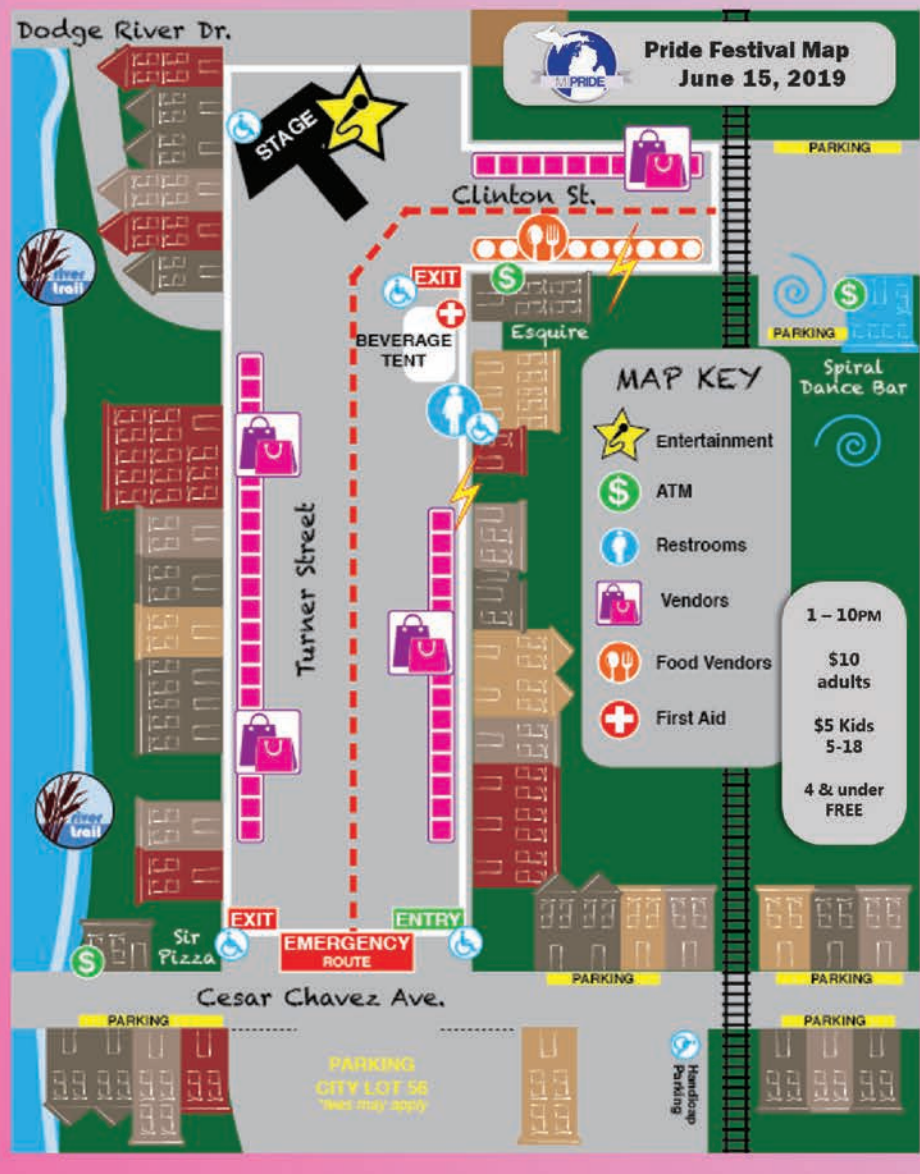 Dodge River Dr.
MIPRIDE
Pride Festival Map
June 15, 2019
STAGE
PARKING
Clinton St.
river
trail
EXIT
Esquire
BEVERAGE
TENT
PARKING
Spiral
Dance Bar
MAP KEY
Entertainment
$
ATM
Restrooms
Vendors
Food Vendors
First Aid
Turner Street
1 – 10PM
$10
adults
$5 Kids
5-18
4 & under
FREE
river
trail
EXIT
ENTRY
Sir
Pizza
$
EMERGENCY
ROUTE
$
$
Cesar Chavez Ave.
PARKING
PARKING
PARKING
PARKING
PARKING
CITY LOT 56
*fees may apply
Handicap
Parking